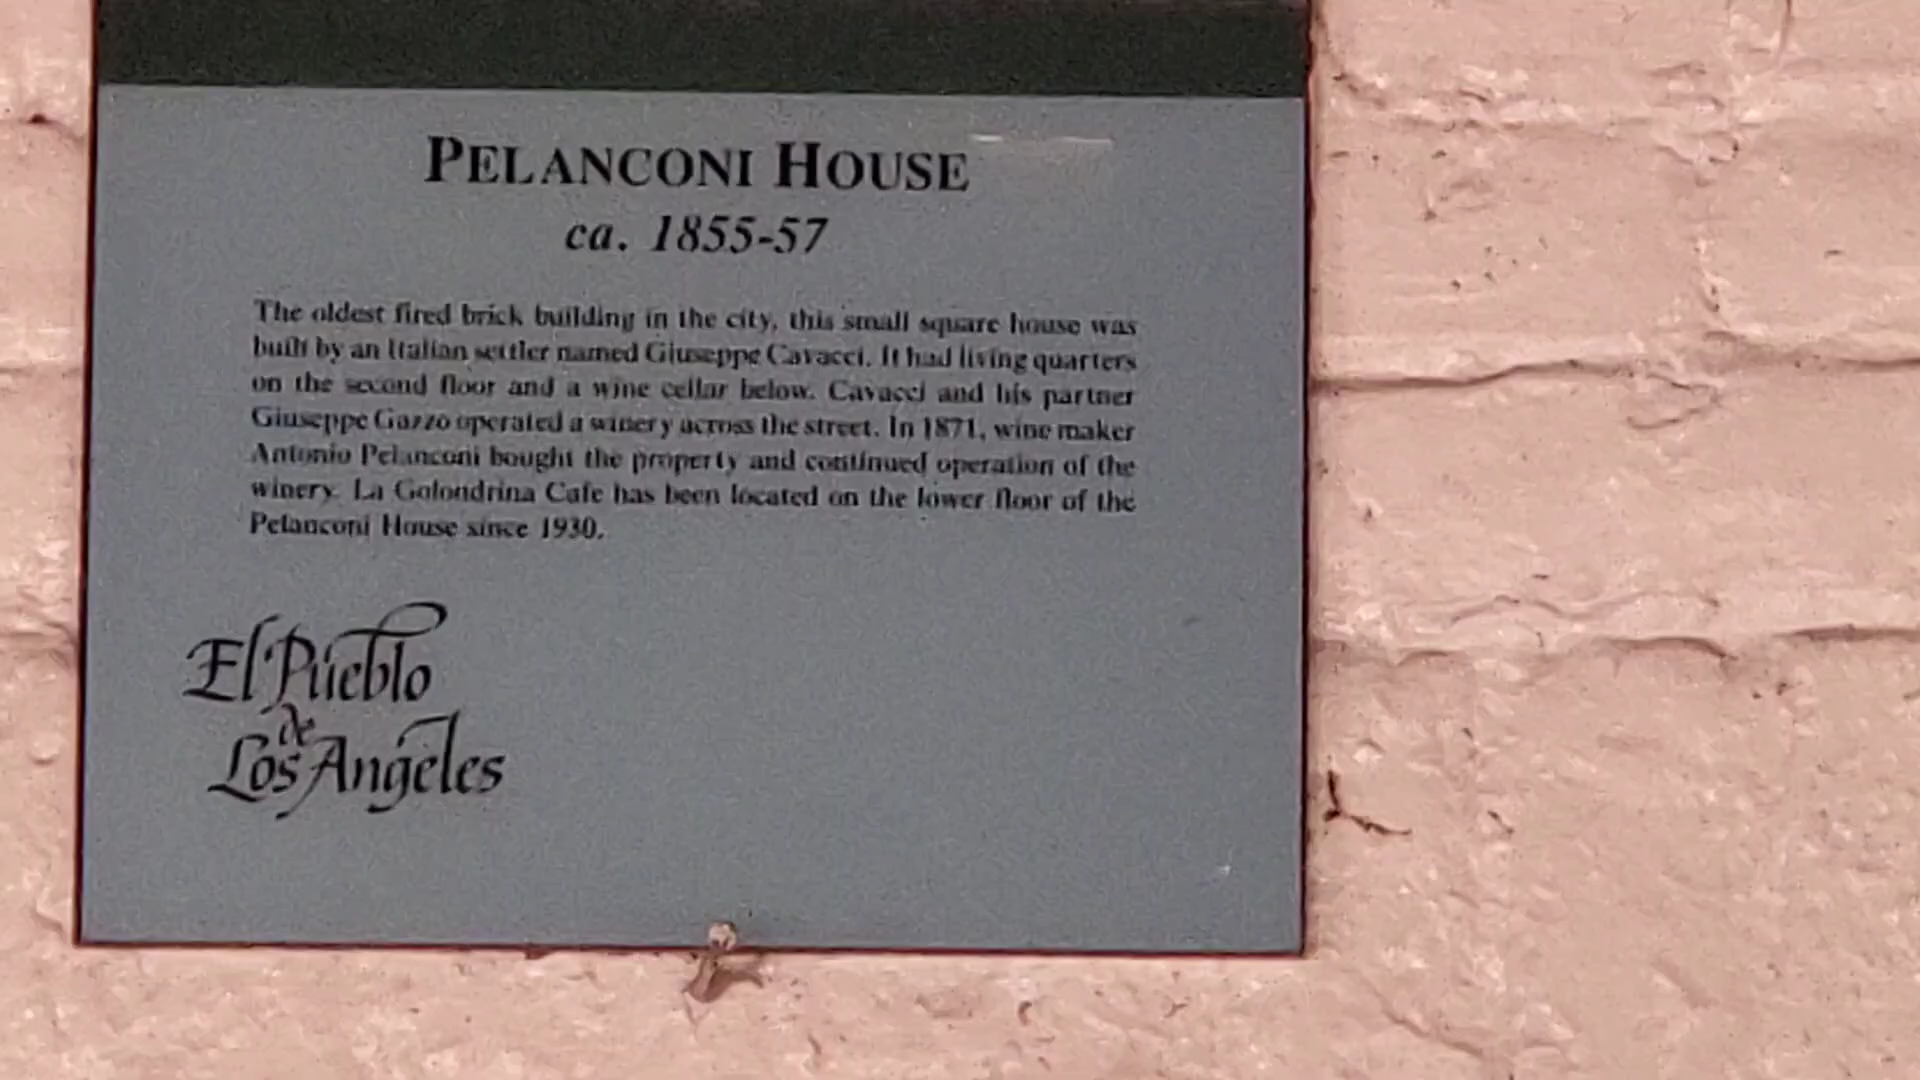 PELANCONI HOUSE
ca. 1855-57
The oldest fired brick building in the city, this small square house was
built by an Italian settler named Giuseppe Cavacci. It had living quarters
on the second floor and a wine cellar below. Cavacci and his partner
Giuseppe Gazzo operated a winery across the street. In 1871, wine maker
Antonio Pelanconi bought the property and continued operation of the
winery. La Golondrina Cafe has been located on the lower floor of the
Pelanconi House since 1930.
El Pueblo
de
Los Angeles